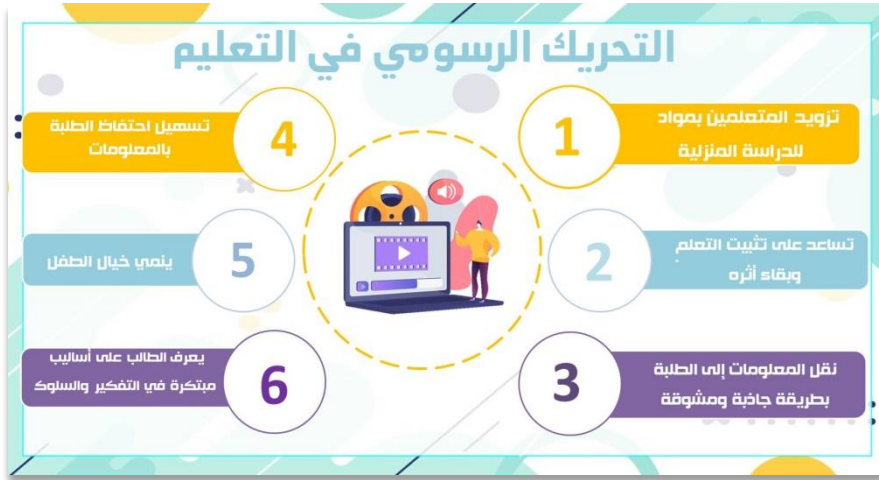 التحريك الرسومي في التعليم
1
تزويد المتعلمين بمواد
للدراسة المنزلية
2
تساعد على تثبيت التعلم
وبقاء أثره
3
نقل المعلومات إلى الطلبة
بطريقة جاذبة ومشوقة
4
تسهيل احتفاظ الطلبة
بالمعلومات
5
ينمي خيال الطفل
6
يعرف الطالب على أساليب
مبتكرة في التفكير والسلوك